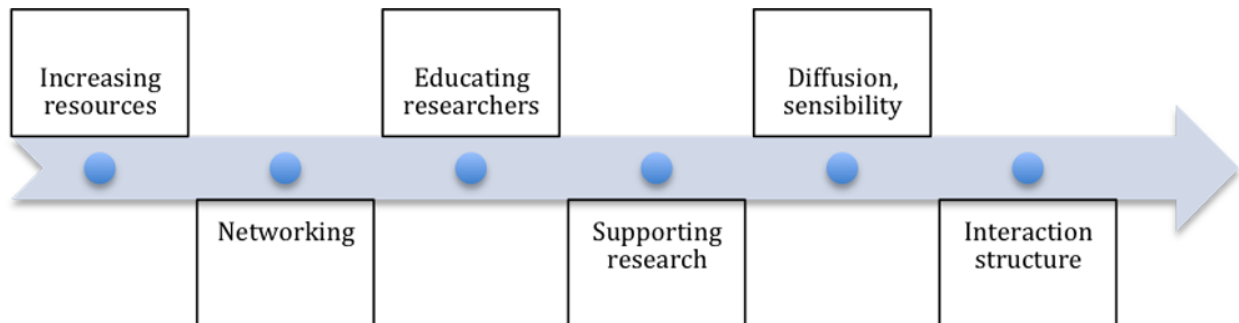 Increasing
resources
Networking
Educating
researchers
Supporting
research
Diffusion,
sensibility
Interaction
structure